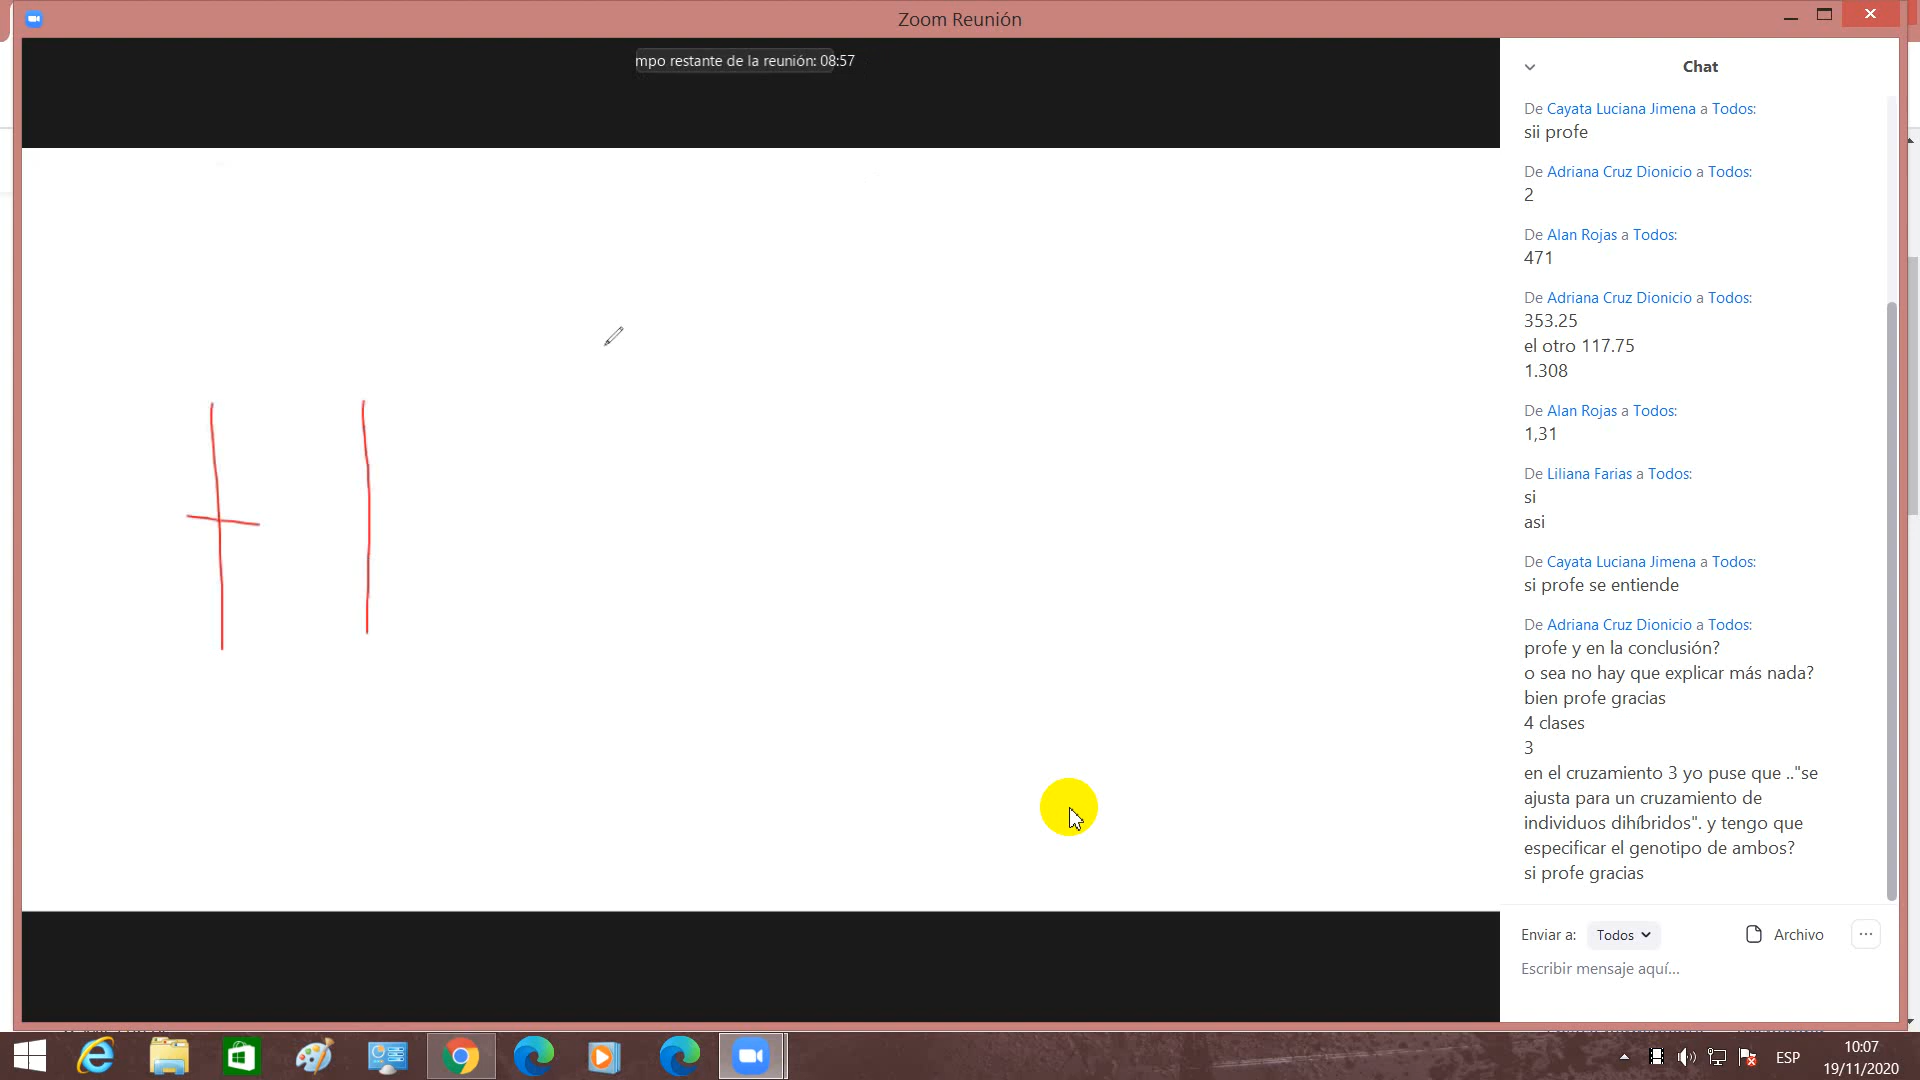 Zoom Reunión
mpo restante de la reunión: 08:57
Chat
De Cayata Luciana Jimena a Todos:
sii profe
De Adriana Cruz Dionicio a Todos:
2
De Alan Rojas a Todos:
471
De Adriana Cruz Dionicio a Todos:
353.25
el otro 117.75
1.308
De Alan Rojas a Todos:
1,31
De Liliana Farias a Todos:
si
asi
De Cayata Luciana Jimena a Todos:
si profe se entiende
De Adriana Cruz Dionicio a Todos:
profe y en la conclusión?
o sea no hay que explicar más nada?
bien profe gracias
4 clases
3
en el cruzamiento 3 yo puse que .."se
ajusta para un cruzamiento de
individuos dihíbridos". y tengo que
especificar el genotipo de ambos?
si profe gracias
Enviar a: Todos Archivo
Escribir mensaje aquí...
ESP
10:07
19/11/2020